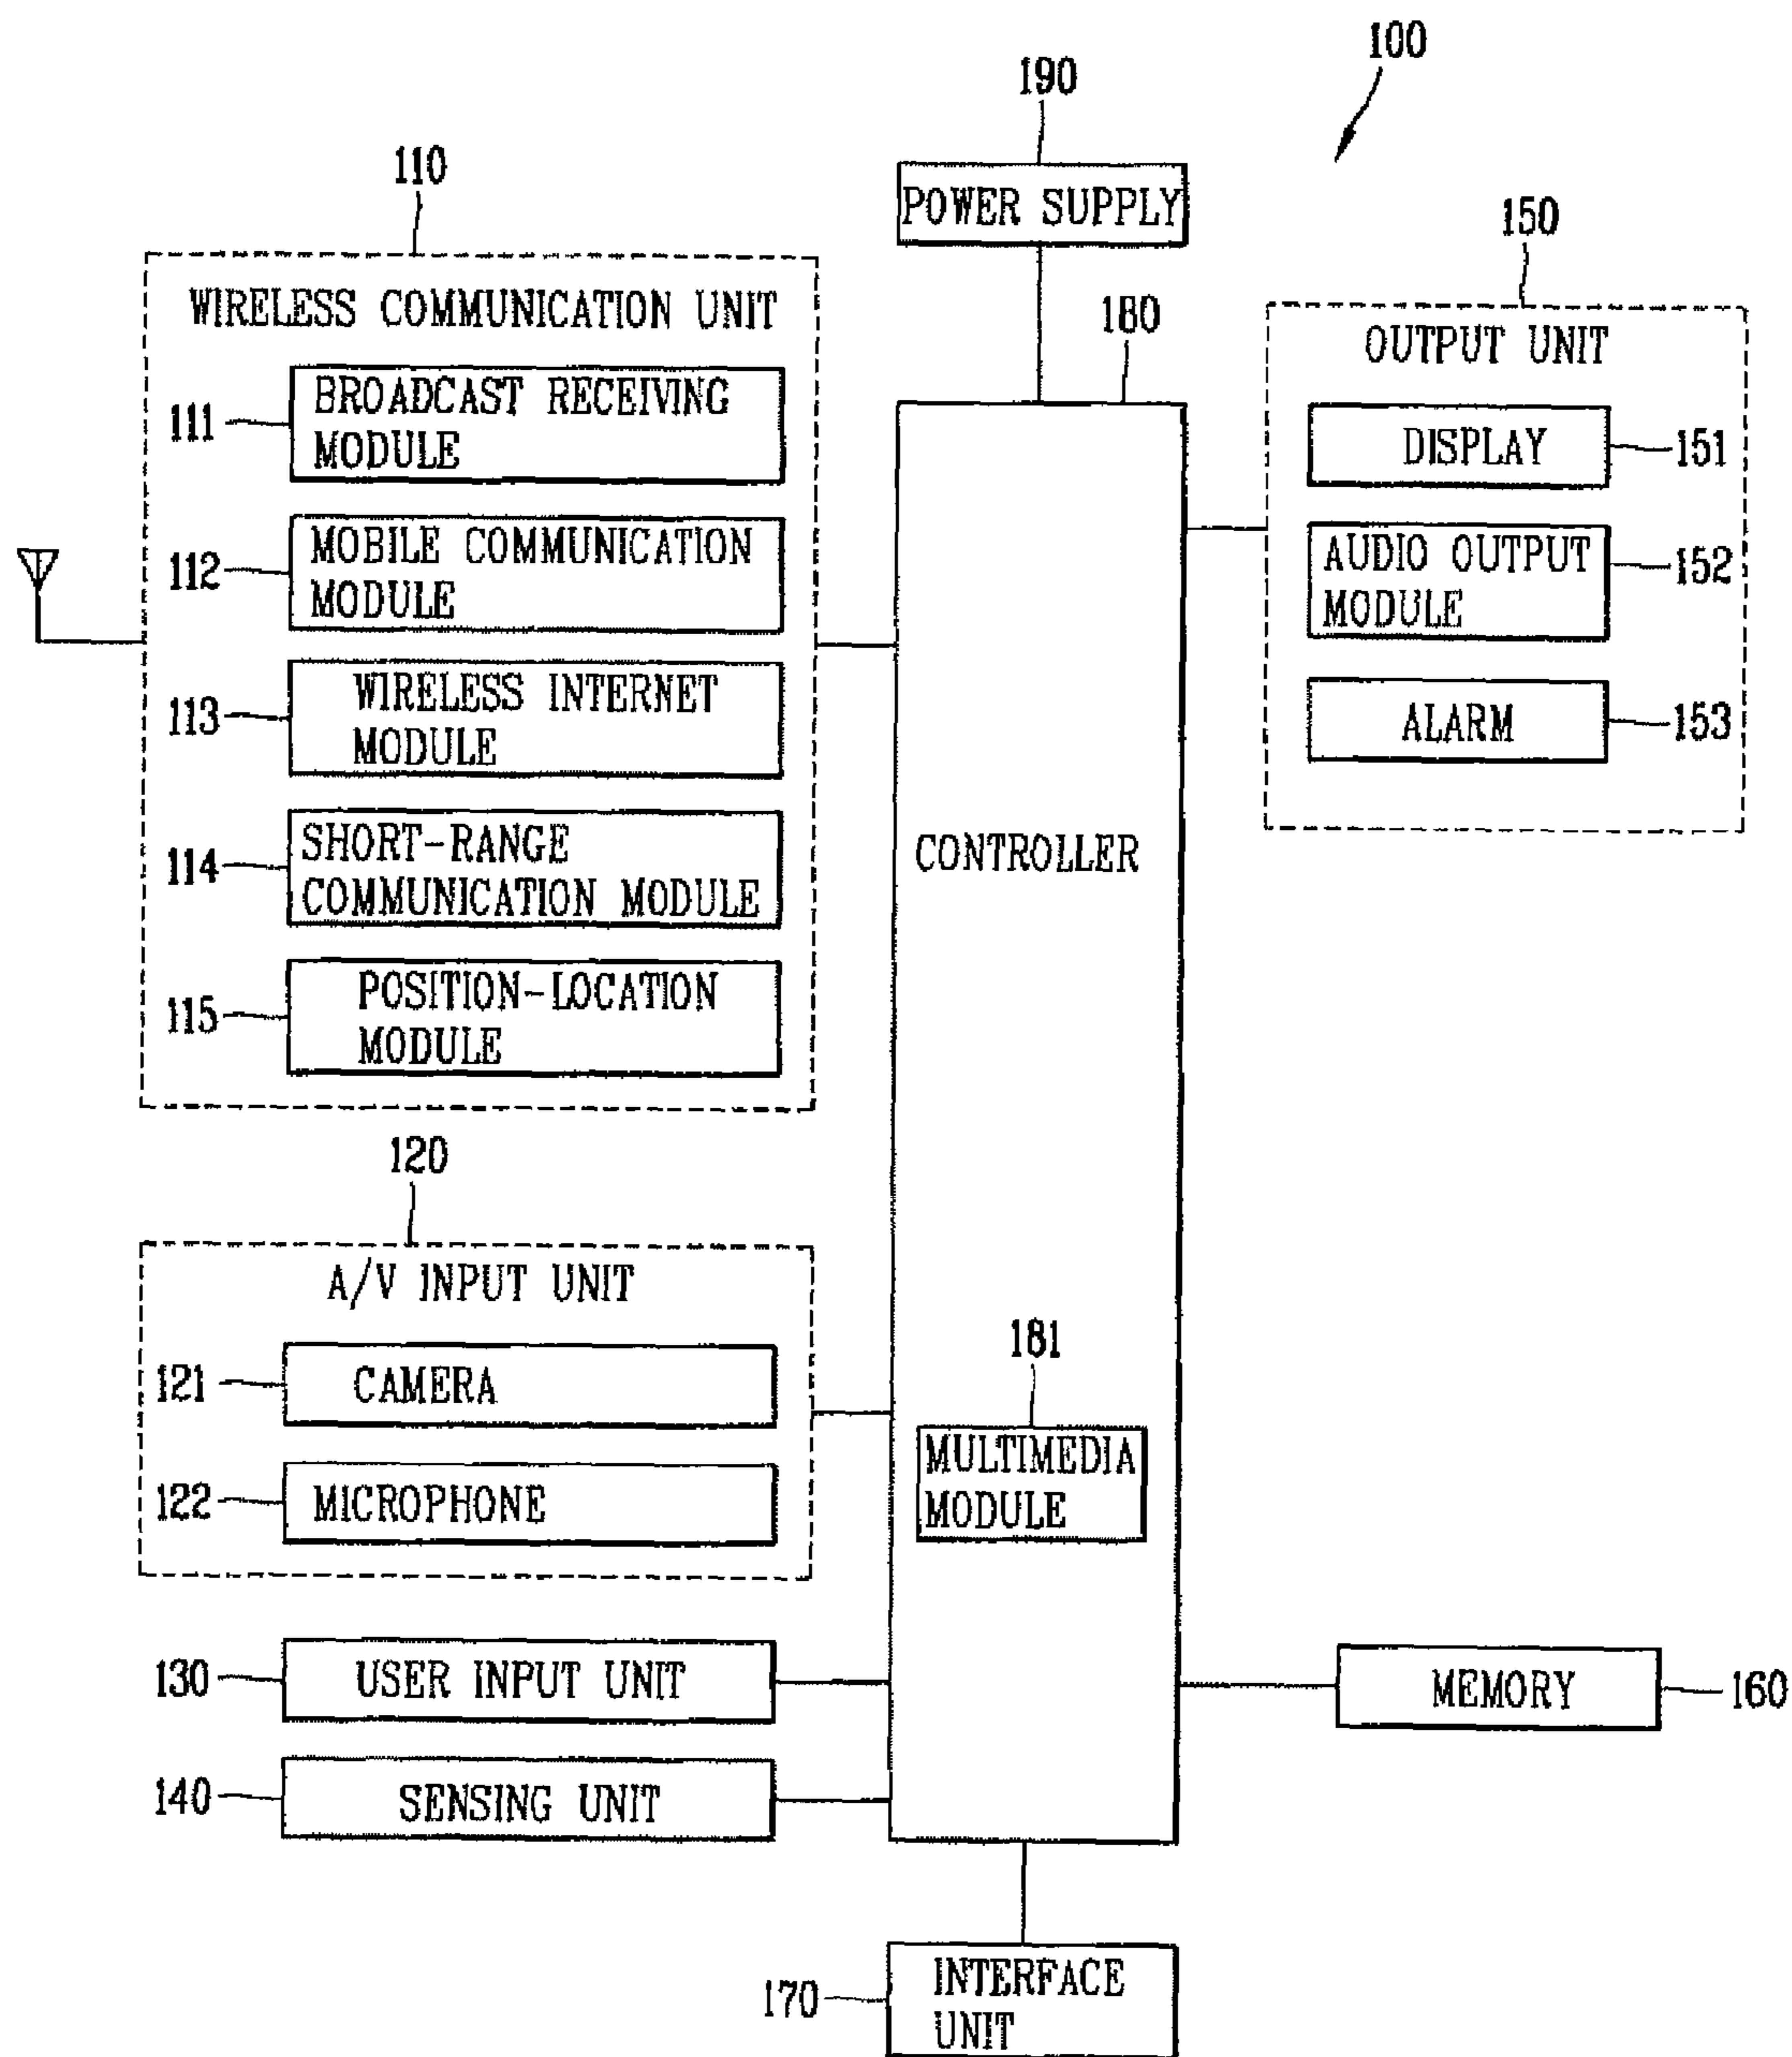 100
190
POWER SUPPLY
110
WIRELESS COMMUNICATION UNIT
111
BROADCAST RECEIVING
MODULE
112
MOBILE COMMUNICATION
MODULE
113
WIRELESS INTERNET
MODULE
114
SHORT-RANGE
COMMUNICATION MODULE
115
POSITION-LOCATION
MODULE
120
A/V INPUT UNIT
121
CAMERA
122
MICROPHONE
130
USER INPUT UNIT
140
SENSING UNIT
180
CONTROLLER
181
MULTIMEDIA
MODULE
150
OUTPUT UNIT
DISPLAY
151
AUDIO OUTPUT
MODULE
152
ALARM
153
MEMORY
160
170
INTERFACE
UNIT